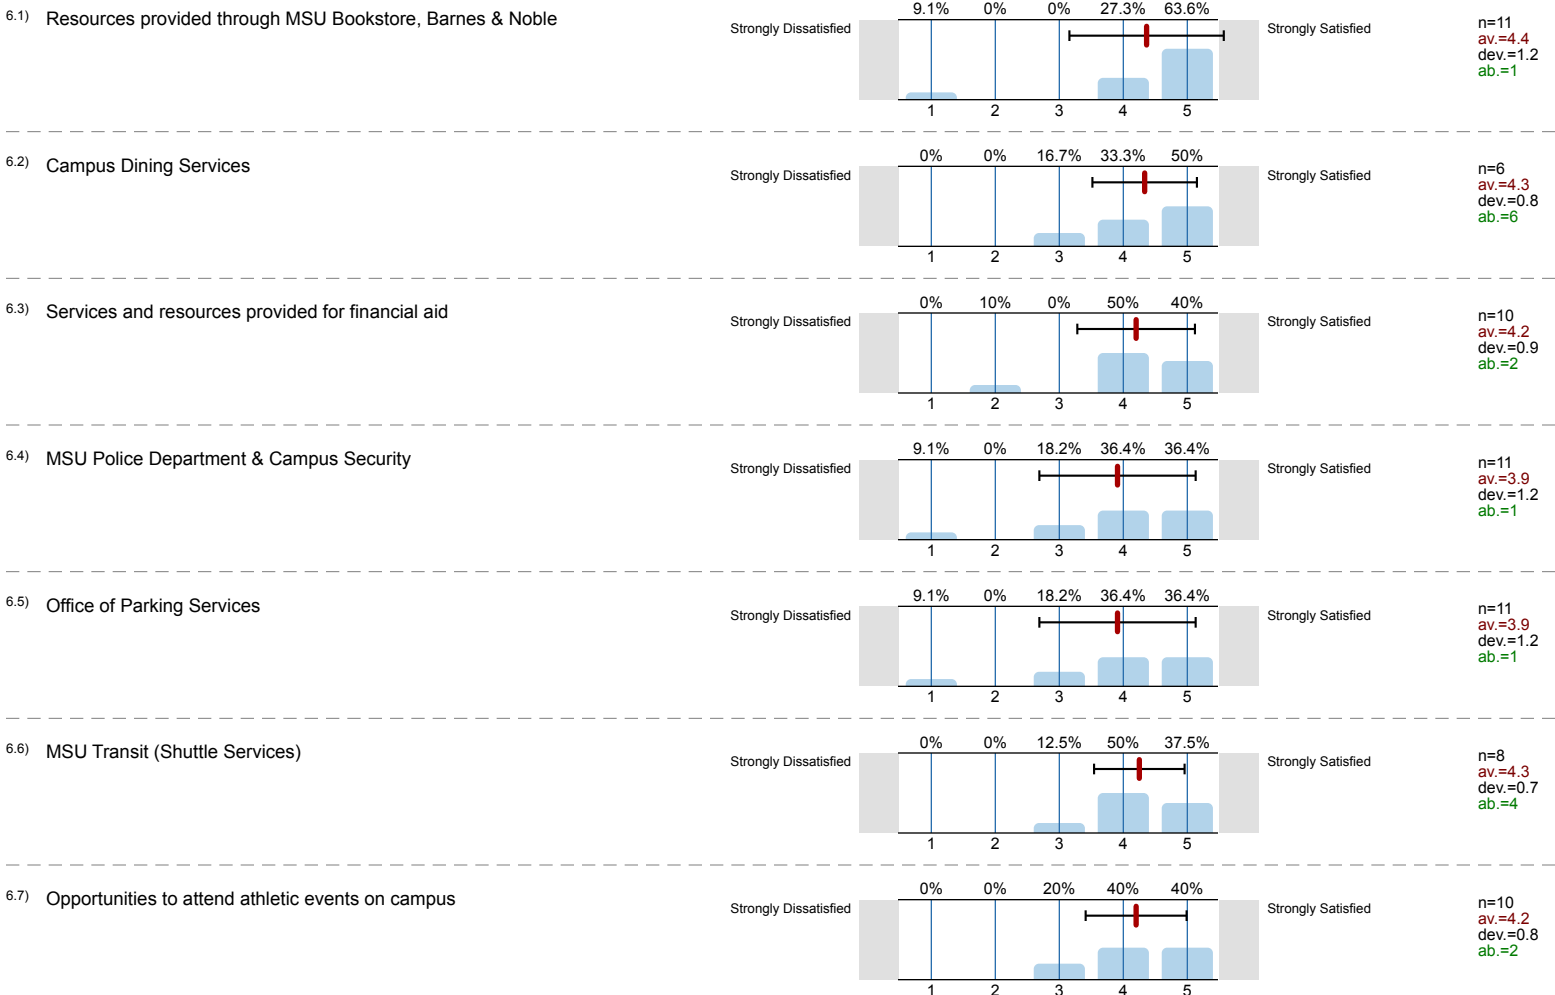 6.1) Resources provided through MSU Bookstore, Barnes & Noble
9.1% 0% 0% 27.3% 63.6%
Strongly Dissatisfied Strongly Satisfied
n=11
av.=4.4
dev.=1.2
ab.=1
1 2 3 4 5
6.2) Campus Dining Services
0% 0% 16.7% 33.3% 50%
Strongly Dissatisfied Strongly Satisfied
n=6
av.=4.3
dev.=0.8
ab.=6
1 2 3 4 5
6.3) Services and resources provided for financial aid
0% 10% 0% 50% 40%
Strongly Dissatisfied Strongly Satisfied
n=10
av.=4.2
dev.=0.9
ab.=2
1 2 3 4 5
6.4) MSU Police Department & Campus Security
9.1% 0% 18.2% 36.4% 36.4%
Strongly Dissatisfied Strongly Satisfied
n=11
av.=3.9
dev.=1.2
ab.=1
1 2 3 4 5
6.5) Office of Parking Services
9.1% 0% 18.2% 36.4% 36.4%
Strongly Dissatisfied Strongly Satisfied
n=11
av.=3.9
dev.=1.2
ab.=1
1 2 3 4 5
6.6) MSU Transit (Shuttle Services)
0% 0% 12.5% 50% 37.5%
Strongly Dissatisfied Strongly Satisfied
n=8
av.=4.3
dev.=0.7
ab.=4
1 2 3 4 5
6.7) Opportunities to attend athletic events on campus
0% 0% 20% 40% 40%
Strongly Dissatisfied Strongly Satisfied
n=10
av.=4.2
dev.=0.8
ab.=2
1 2 3 4 5